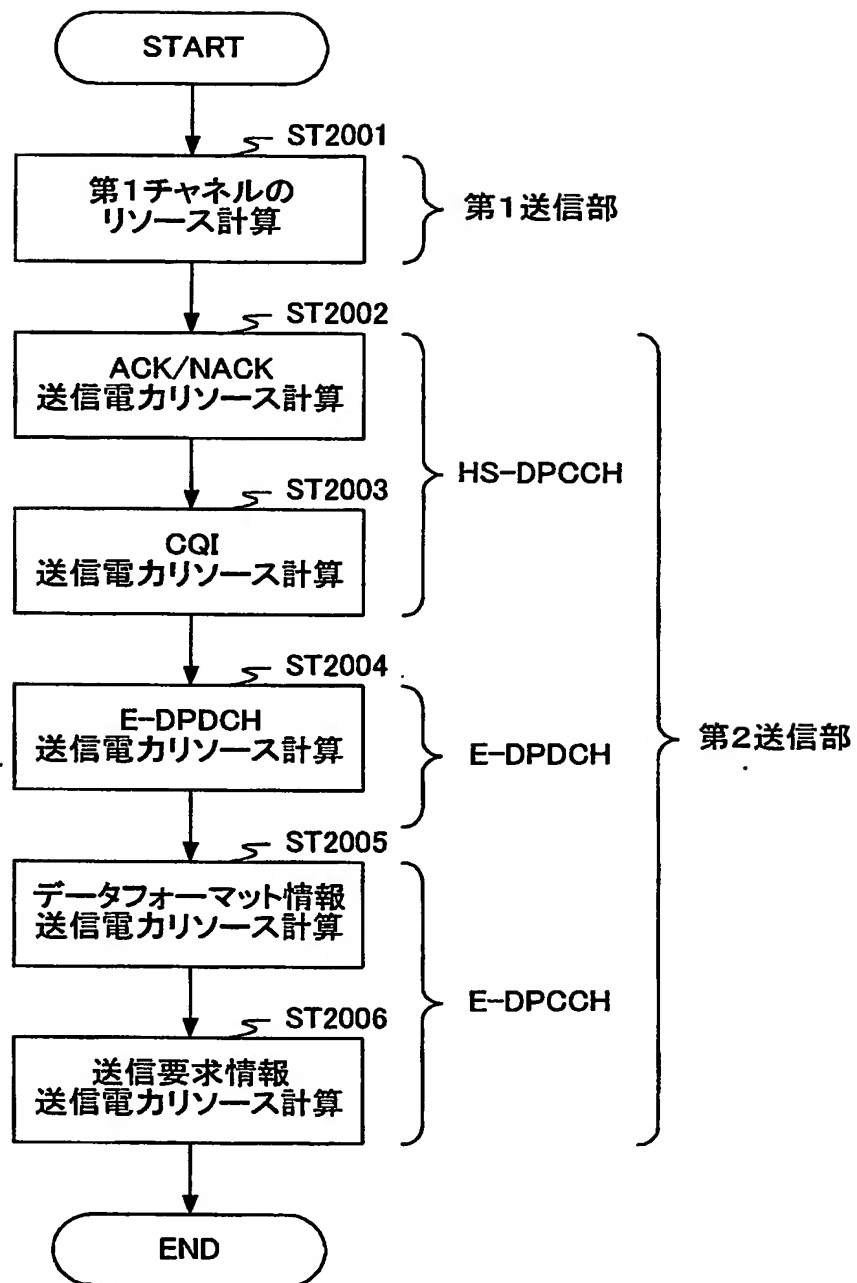 START
ST2001
第1チャネルの
リソース計算
第1送信部
ST2002
ACK/NACK
送信電力リソース計算
HS-DPCCH
ST2003
CQI
送信電力リソース計算
ST2004
E-DPDCH
送信電力リソース計算
E-DPDCH
第2送信部
ST2005
データフォーマット情報
送信電力リソース計算
E-DPCCH
ST2006
送信要求情報
送信電力リソース計算
END